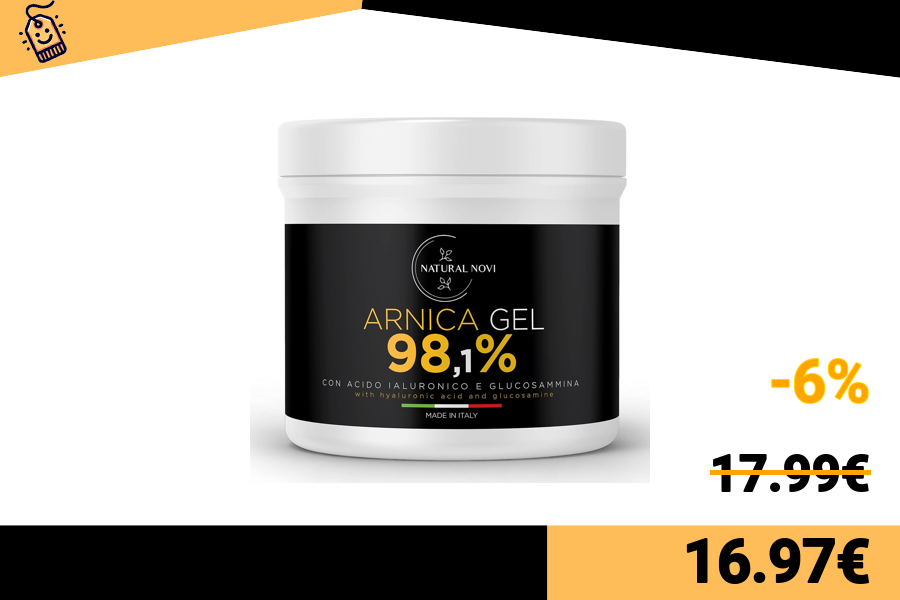 NATURAL NOVI
ARNICA GEL
98,1%
CON ACIDO IALURONICO E GLUCOSAMMINA
with hyaluronic acid and glucosamine
MADE IN ITALY
-6%
17.99€
16.97€